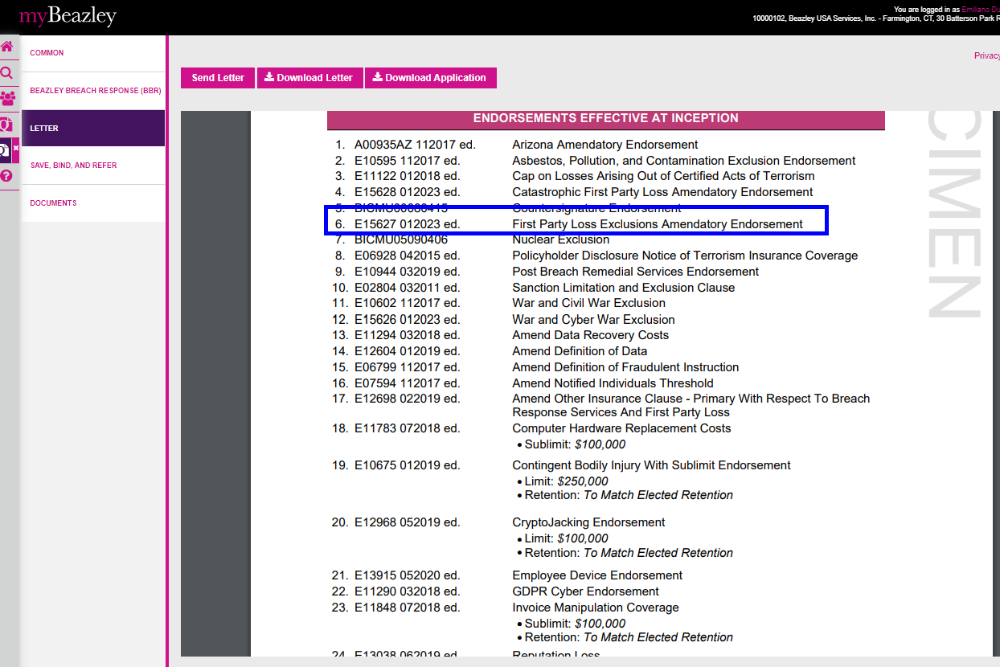 myBeazley
You are logged in as Emiliano
10000102, Beazley USA Services, Inc. - Farmington, CT, 30 Batterson Park
Privacy
COMMON
BEAZLEY BREACH RESPONSE (BBR)
LETTER
SAVE, BIND, AND REFER
DOCUMENTS
Send Letter Download Letter Download Application
ENDORSEMENTS EFFECTIVE AT INCEPTION
1. A00935AZ 112017 ed. Arizona Amendatory Endorsement
2. E10595 112017 ed. Asbestos, Pollution, and Contamination Exclusion Endorsement
3. E11122 012018 ed. Cap on Losses Arising Out of Certified Acts of Terrorism
4. E15628 012023 ed. Catastrophic First Party Loss Amendatory Endorsement
5. Countersignature Endorsement
6. E15627 012023 ed. First Party Loss Exclusions Amendatory Endorsement
7. BICMU05090406 Nuclear Exclusion
8. E06928 042015 ed. Policyholder Disclosure Notice of Terrorism Insurance Coverage
9. E10944 032019 ed. Post Breach Remedial Services Endorsement
10. E02804 032011 ed. Sanction Limitation and Exclusion Clause
11. E10602 112017 ed. War and Civil War Exclusion
12. E15626 012023 ed. War and Cyber War Exclusion
13. E11294 032018 ed. Amend Data Recovery Costs
14. E12604 012019 ed. Amend Definition of Data
15. E06799 112017 ed. Amend Definition of Fraudulent Instruction
16. E07594 112017 ed. Amend Notified Individuals Threshold
17. E12698 022019 ed. Amend Other Insurance Clause - Primary With Respect To Breach
Response Services And First Party Loss
18. E11783 072018 ed. Computer Hardware Replacement Costs
• Sublimit: $100,000
19. E10675 012019 ed. Contingent Bodily Injury With Sublimit Endorsement
• Limit: $250,000
• Retention: To Match Elected Retention
20. E12968 052019 ed. CryptoJacking Endorsement
• Limit: $100,000
• Retention: To Match Elected Retention
21. E13915 052020 ed. Employee Device Endorsement
22. E11290 032018 ed. GDPR Cyber Endorsement
23. E11848 072018 ed. Invoice Manipulation Coverage
• Sublimit: $100,000
• Retention: To Match Elected Retention
24. E13038 062019 ed. Reputation Loss
CIMEN